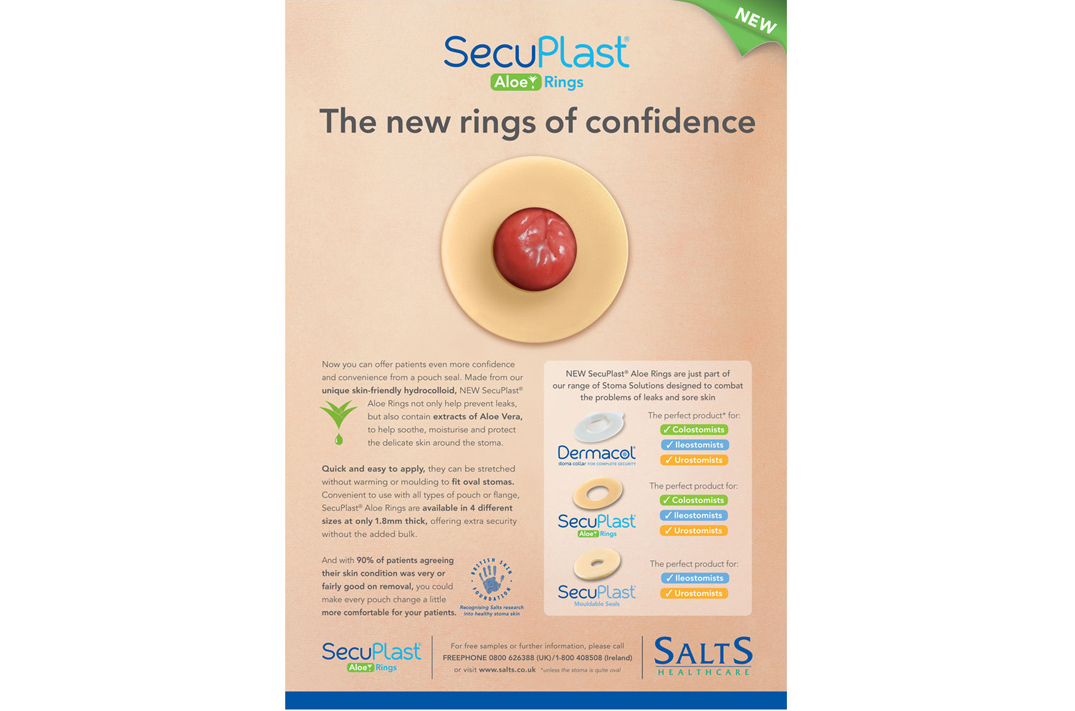 NEW
SecuPlast®
Aloe Rings
The new rings of confidence
Now you can offer patients even more confidence
and convenience from a pouch seal. Made from our
unique skin-friendly hydrocolloid, NEW SecuPlast®
Aloe Rings not only help prevent leaks,
but also contain extracts of Aloe Vera,
to help soothe, moisturise and protect
the delicate skin around the stoma.
Quick and easy to apply, they can be stretched
without warming or moulding to fit oval stomas.
Convenient to use with all types of pouch or flange,
SecuPlast® Aloe Rings are available in 4 different
sizes at only 1.8mm thick, offering extra security
without the added bulk.
And with 90% of patients agreeing
their skin condition was very or
fairly good on removal, you could
make every pouch change a little
more comfortable for your patients.
BRITISH SKIN FOUNDATION
Recognising Salts research
into healthy stoma skin
NEW SecuPlast® Aloe Rings are just part of
our range of Stoma Solutions designed to combat
the problems of leaks and sore skin
Dermacol®
stoma collar FOR COMPLETE SECURITY
The perfect product* for:
✓ Colostomists
✓ Ileostomists
✓ Urostomists
SecuPlast®
Aloe Rings
The perfect product for:
✓ Colostomists
✓ Ileostomists
✓ Urostomists
SecuPlast®
Mouldable Seals
The perfect product for:
✓ Ileostomists
✓ Urostomists
SecuPlast®
Aloe Rings
For free samples or further information, please call
FREEPHONE 0800 626388 (UK)/1-800 408508 (Ireland)
or visit www.salts.co.uk *unless the stoma is quite oval
SALTS
HEALTHCARE